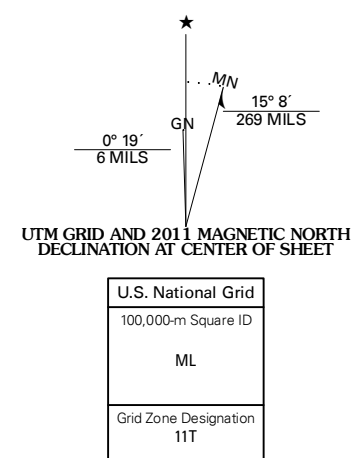 MN
15° 8´
269 MILS
GN
0° 19´
6 MILS
UTM GRID AND 2011 MAGNETIC NORTH
DECLINATION AT CENTER OF SHEET
U.S. National Grid
100,000-m Square ID
ML
Grid Zone Designation
11T